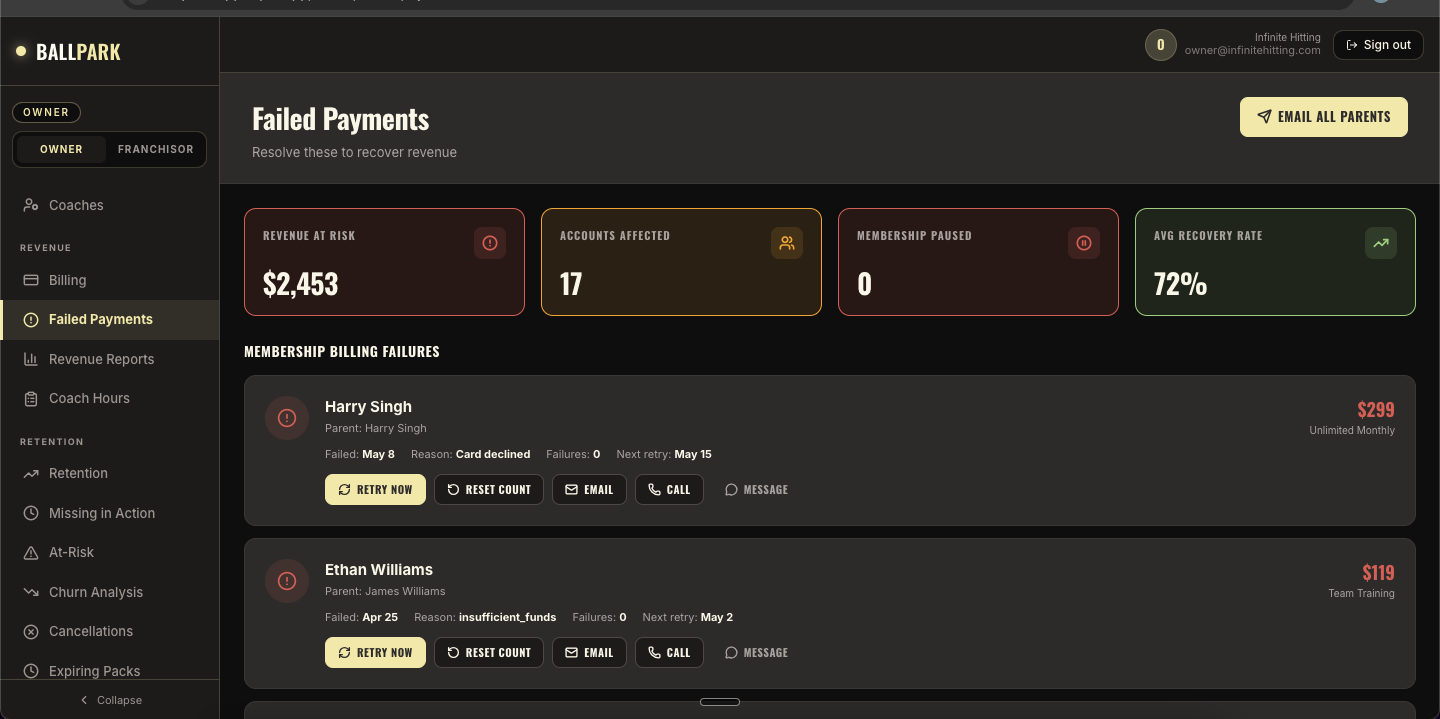 BALLPARK
0
Infinite Hitting
owner@infinitehitting.com
Sign out
OWNER
OWNER FRANCHISOR
Coaches
REVENUE
Billing
Failed Payments
Revenue Reports
Coach Hours
RETENTION
Retention
Missing in Action
At-Risk
Churn Analysis
Cancellations
Expiring Packs
Collapse
Failed Payments
Resolve these to recover revenue
EMAIL ALL PARENTS
REVENUE AT RISK
$2,453
ACCOUNTS AFFECTED
17
MEMBERSHIP PAUSED
0
AVG RECOVERY RATE
72%
MEMBERSHIP BILLING FAILURES
Harry Singh
Parent: Harry Singh
Failed: May 8 Reason: Card declined Failures: 0 Next retry: May 15
RETRY NOW RESET COUNT EMAIL CALL MESSAGE
$299
Unlimited Monthly
Ethan Williams
Parent: James Williams
Failed: Apr 25 Reason: insufficient_funds Failures: 0 Next retry: May 2
RETRY NOW RESET COUNT EMAIL CALL MESSAGE
$119
Team Training